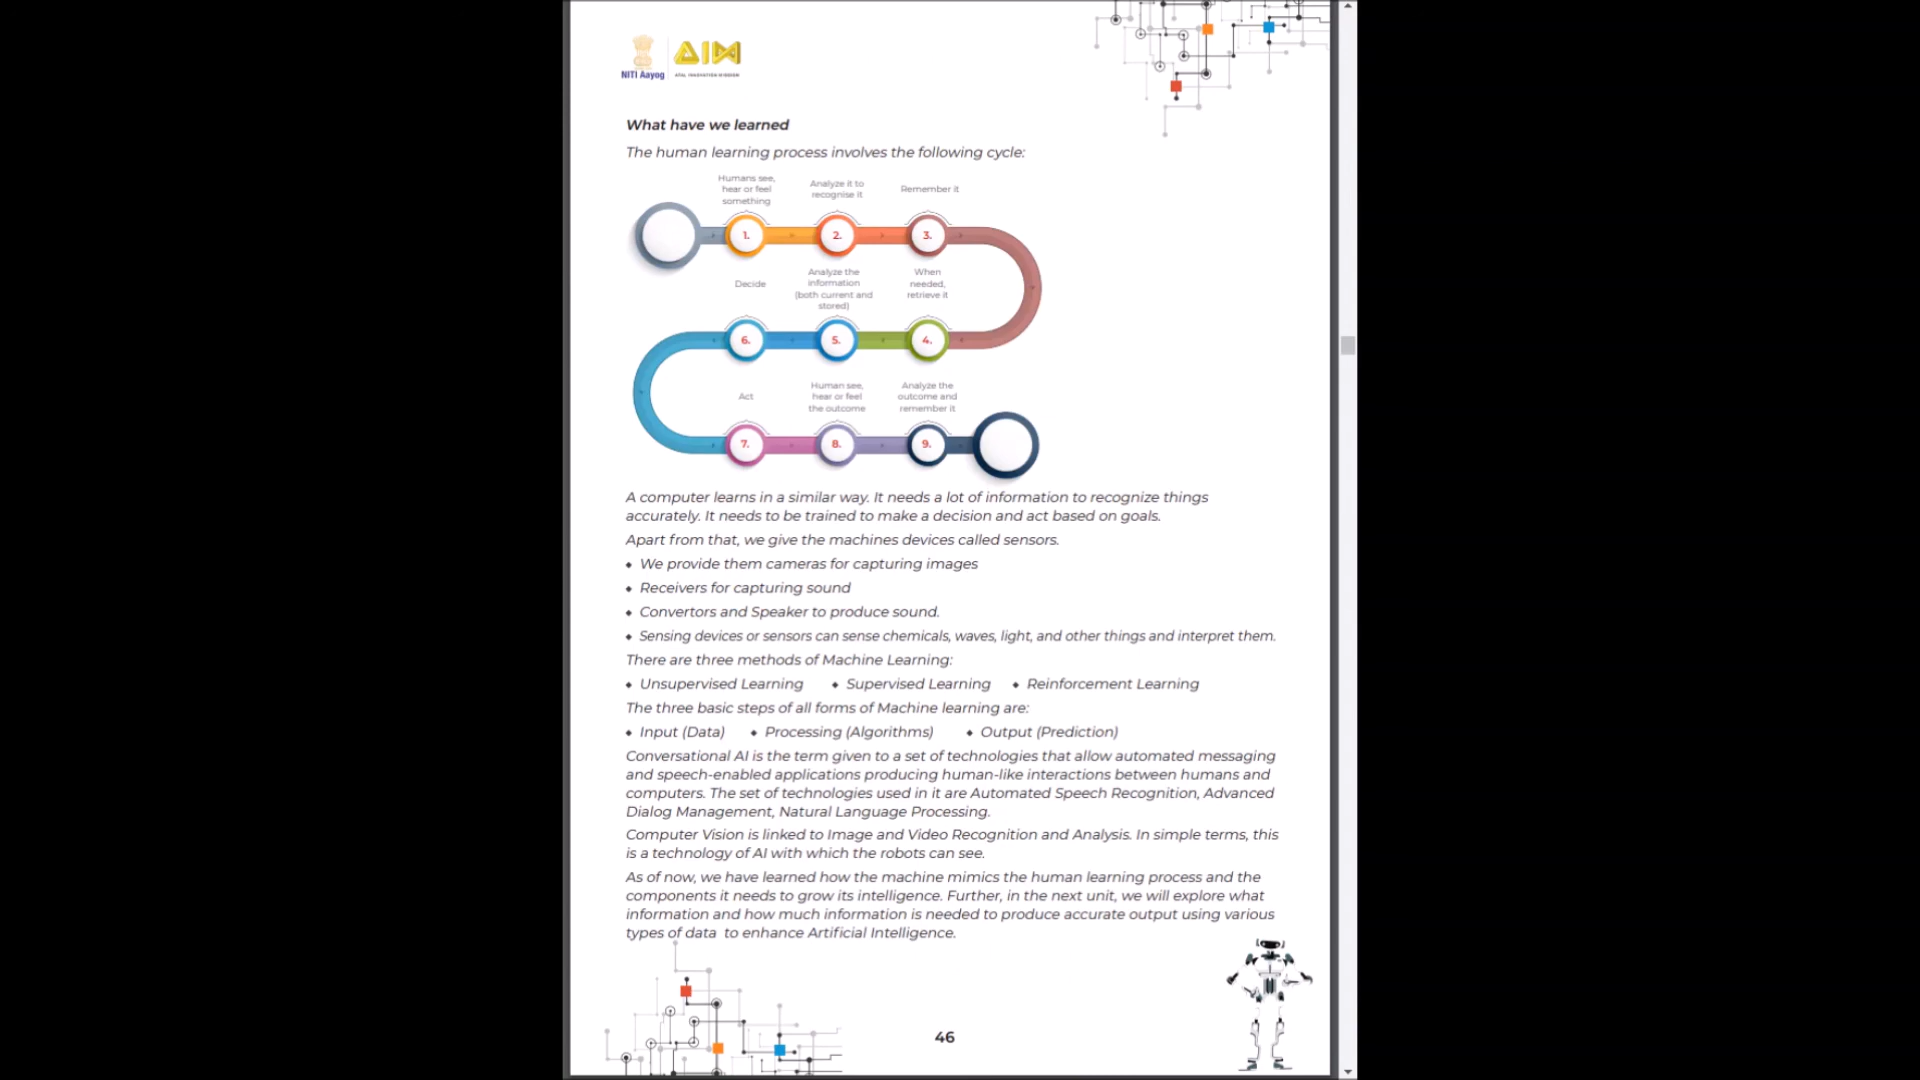 NITI Aayog
AIM
ATAL INNOVATION MISSION
What have we learned
The human learning process involves the following cycle:
Humans see,
hear or feel
something
Analyze it to
recognise it
Remember it
1.
2.
3.
Decide
Analyze the
information
(both current and
stored)
When
needed,
retrieve it
6.
5.
4.
Act
Human see,
hear or feel
the outcome
Analyze the
outcome and
remember it
7.
8.
9.
A computer learns in a similar way. It needs a lot of information to recognize things
accurately. It needs to be trained to make a decision and act based on goals.
Apart from that, we give the machines devices called sensors.
◆ We provide them cameras for capturing images
◆ Receivers for capturing sound
◆ Convertors and Speaker to produce sound.
◆ Sensing devices or sensors can sense chemicals, waves, light, and other things and interpret them.
There are three methods of Machine Learning:
◆ Unsupervised Learning ◆ Supervised Learning ◆ Reinforcement Learning
The three basic steps of all forms of Machine learning are:
◆ Input (Data) ◆ Processing (Algorithms) ◆ Output (Prediction)
Conversational AI is the term given to a set of technologies that allow automated messaging
and speech-enabled applications producing human-like interactions between humans and
computers. The set of technologies used in it are Automated Speech Recognition, Advanced
Dialog Management, Natural Language Processing.
Computer Vision is linked to Image and Video Recognition and Analysis. In simple terms, this
is a technology of AI with which the robots can see.
As of now, we have learned how the machine mimics the human learning process and the
components it needs to grow its intelligence. Further, in the next unit, we will explore what
information and how much information is needed to produce accurate output using various
types of data to enhance Artificial Intelligence.
46